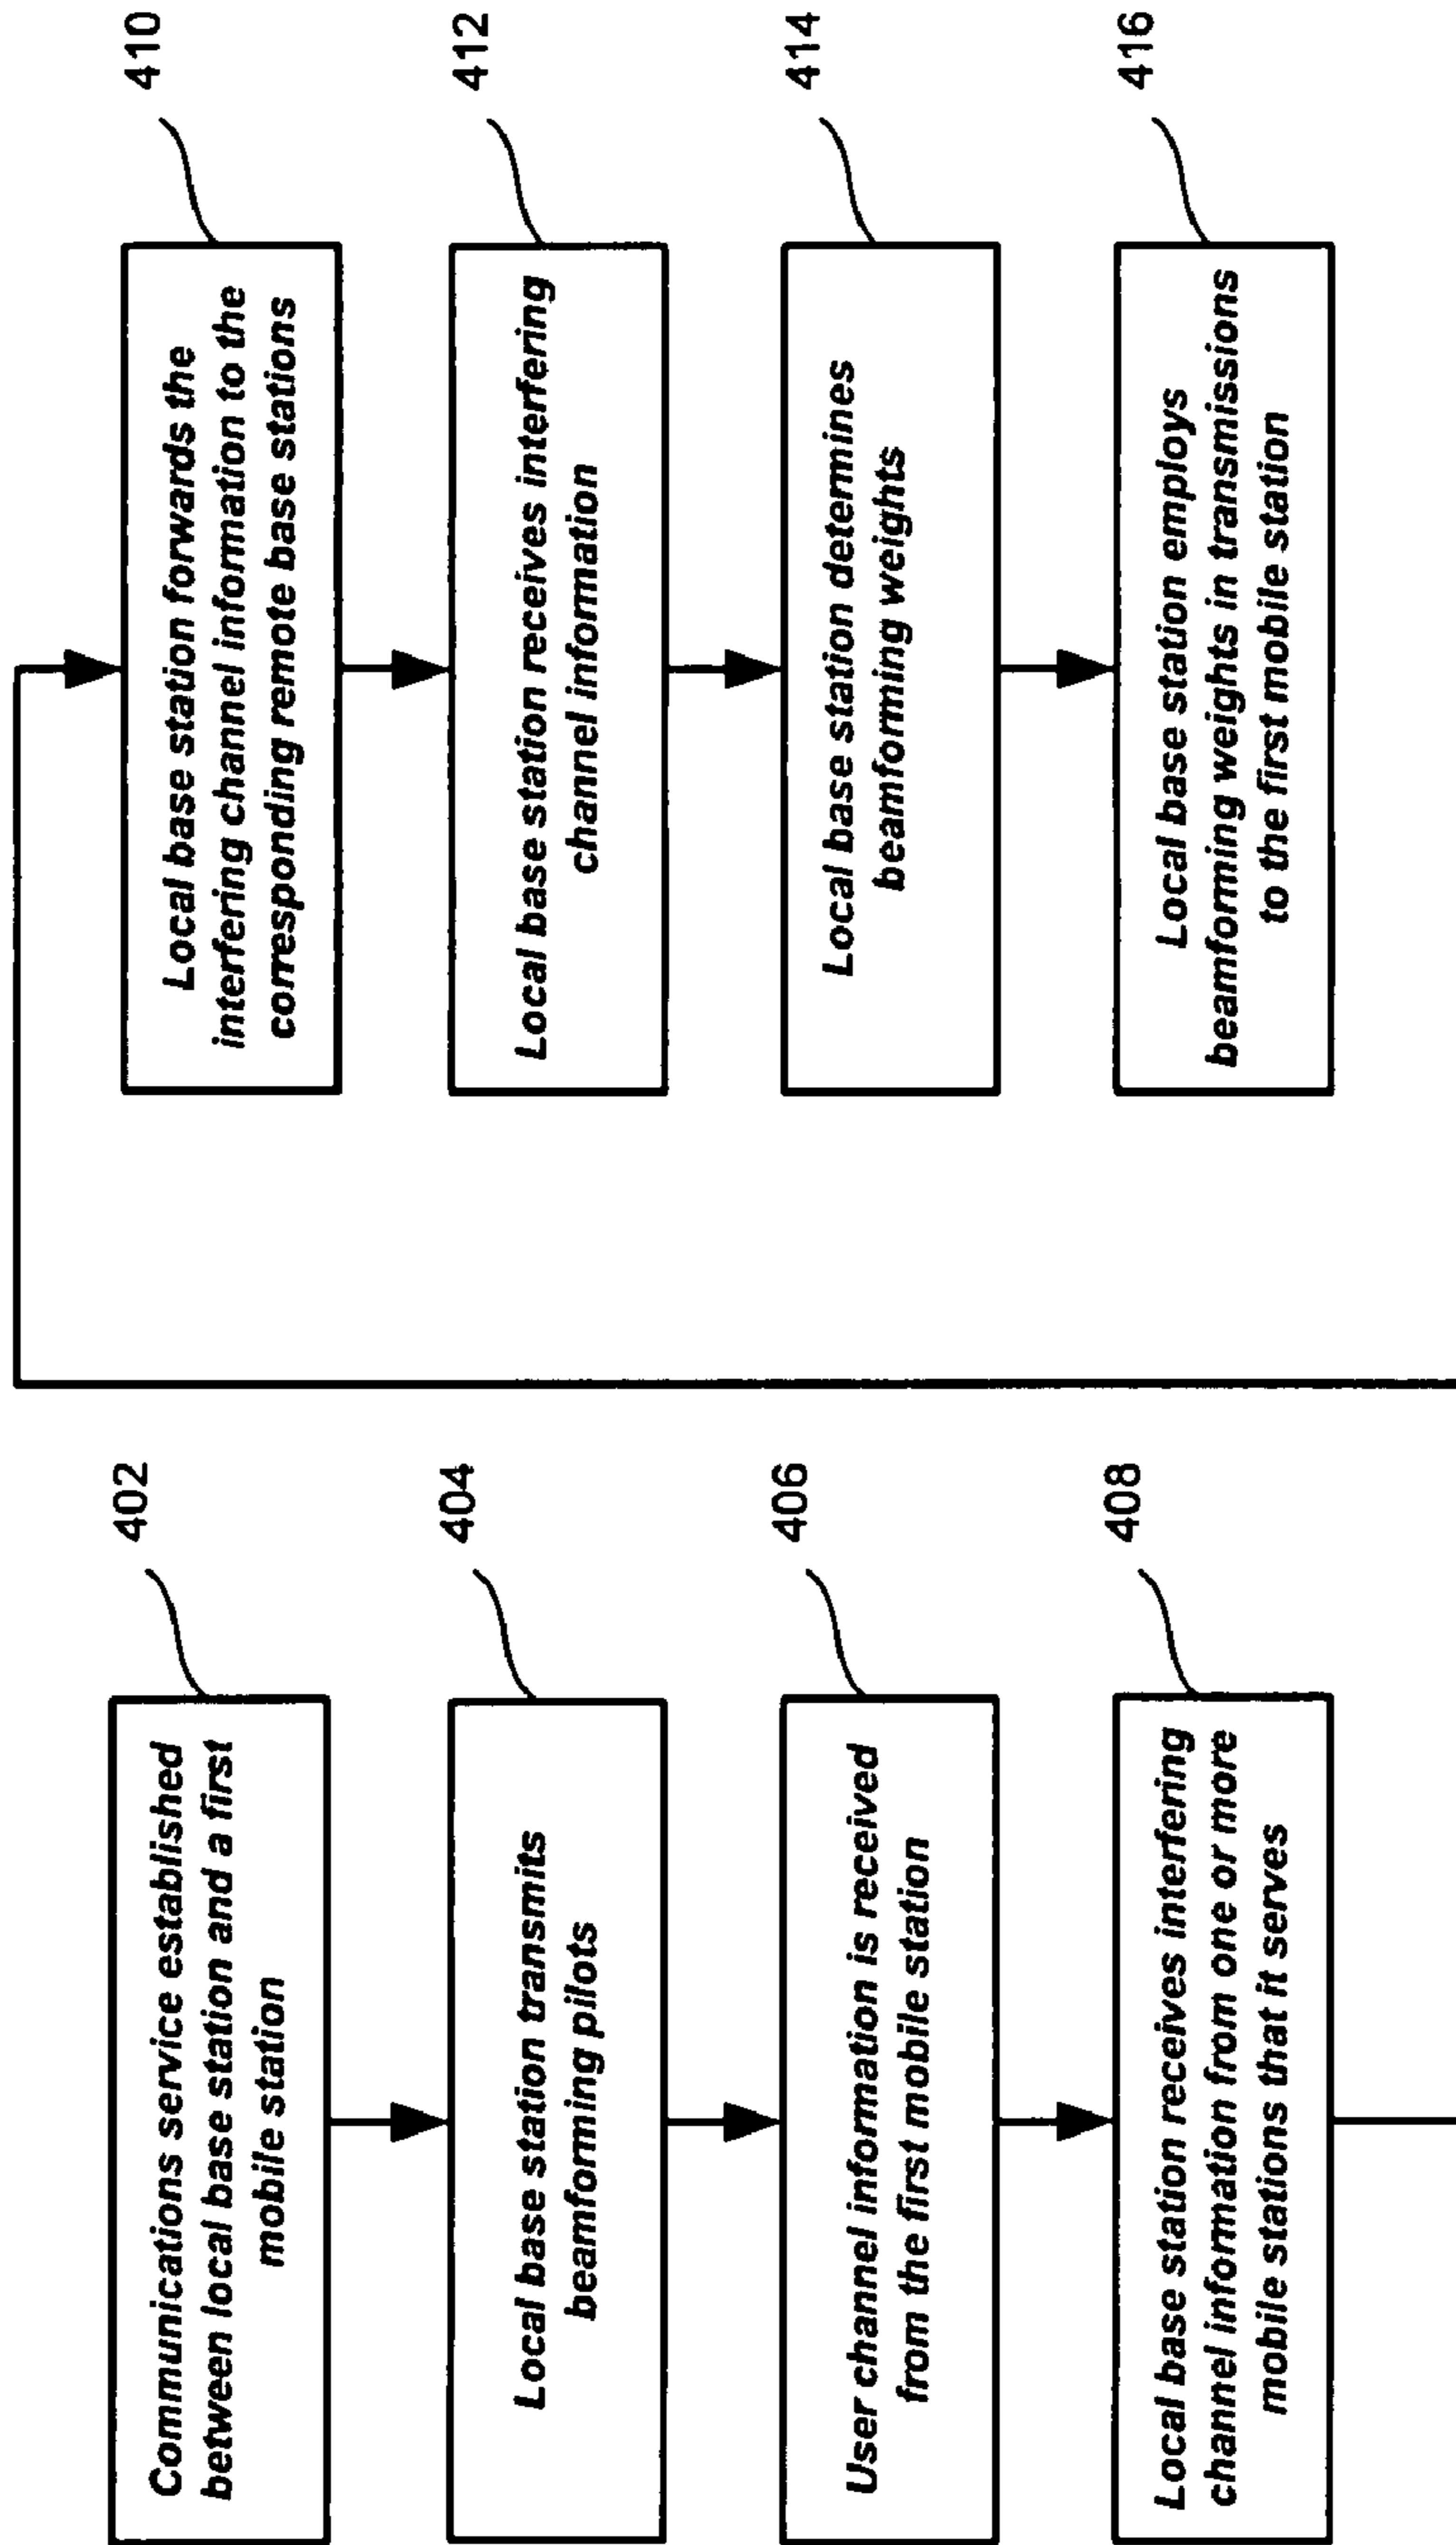 402
Communications service established
between local base station and a first
mobile station
404
Local base station transmits
beamforming pilots
406
User channel information is received
from the first mobile station
408
Local base station receives interfering
channel information from one or more
mobile stations that it serves
410
Local base station forwards the
interfering channel information to the
corresponding remote base stations
412
Local base station receives interfering
channel information
414
Local base station determines
beamforming weights
416
Local base station employs
beamforming weights in transmissions
to the first mobile station